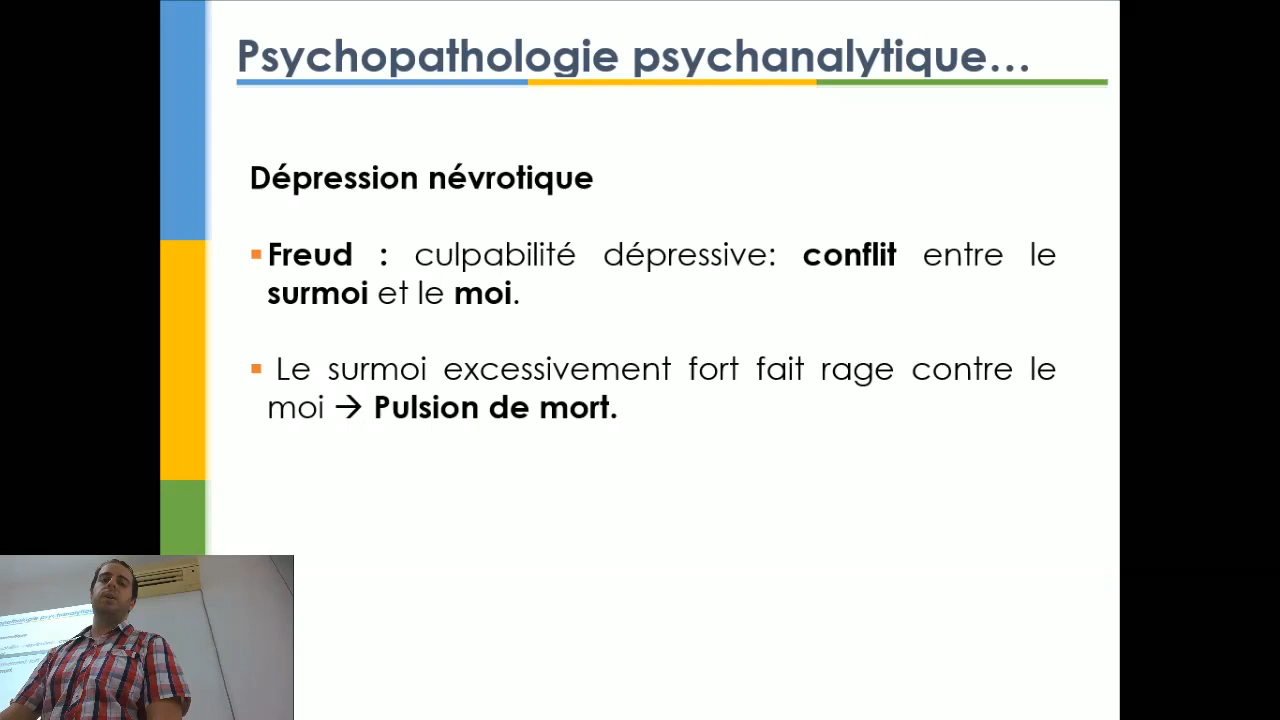 Psychopathologie psychanalytique…
Dépression névrotique
▪Freud : culpabilité dépressive: conflit entre le
surmoi et le moi.
▪ Le surmoi excessivement fort fait rage contre le
moi → Pulsion de mort.